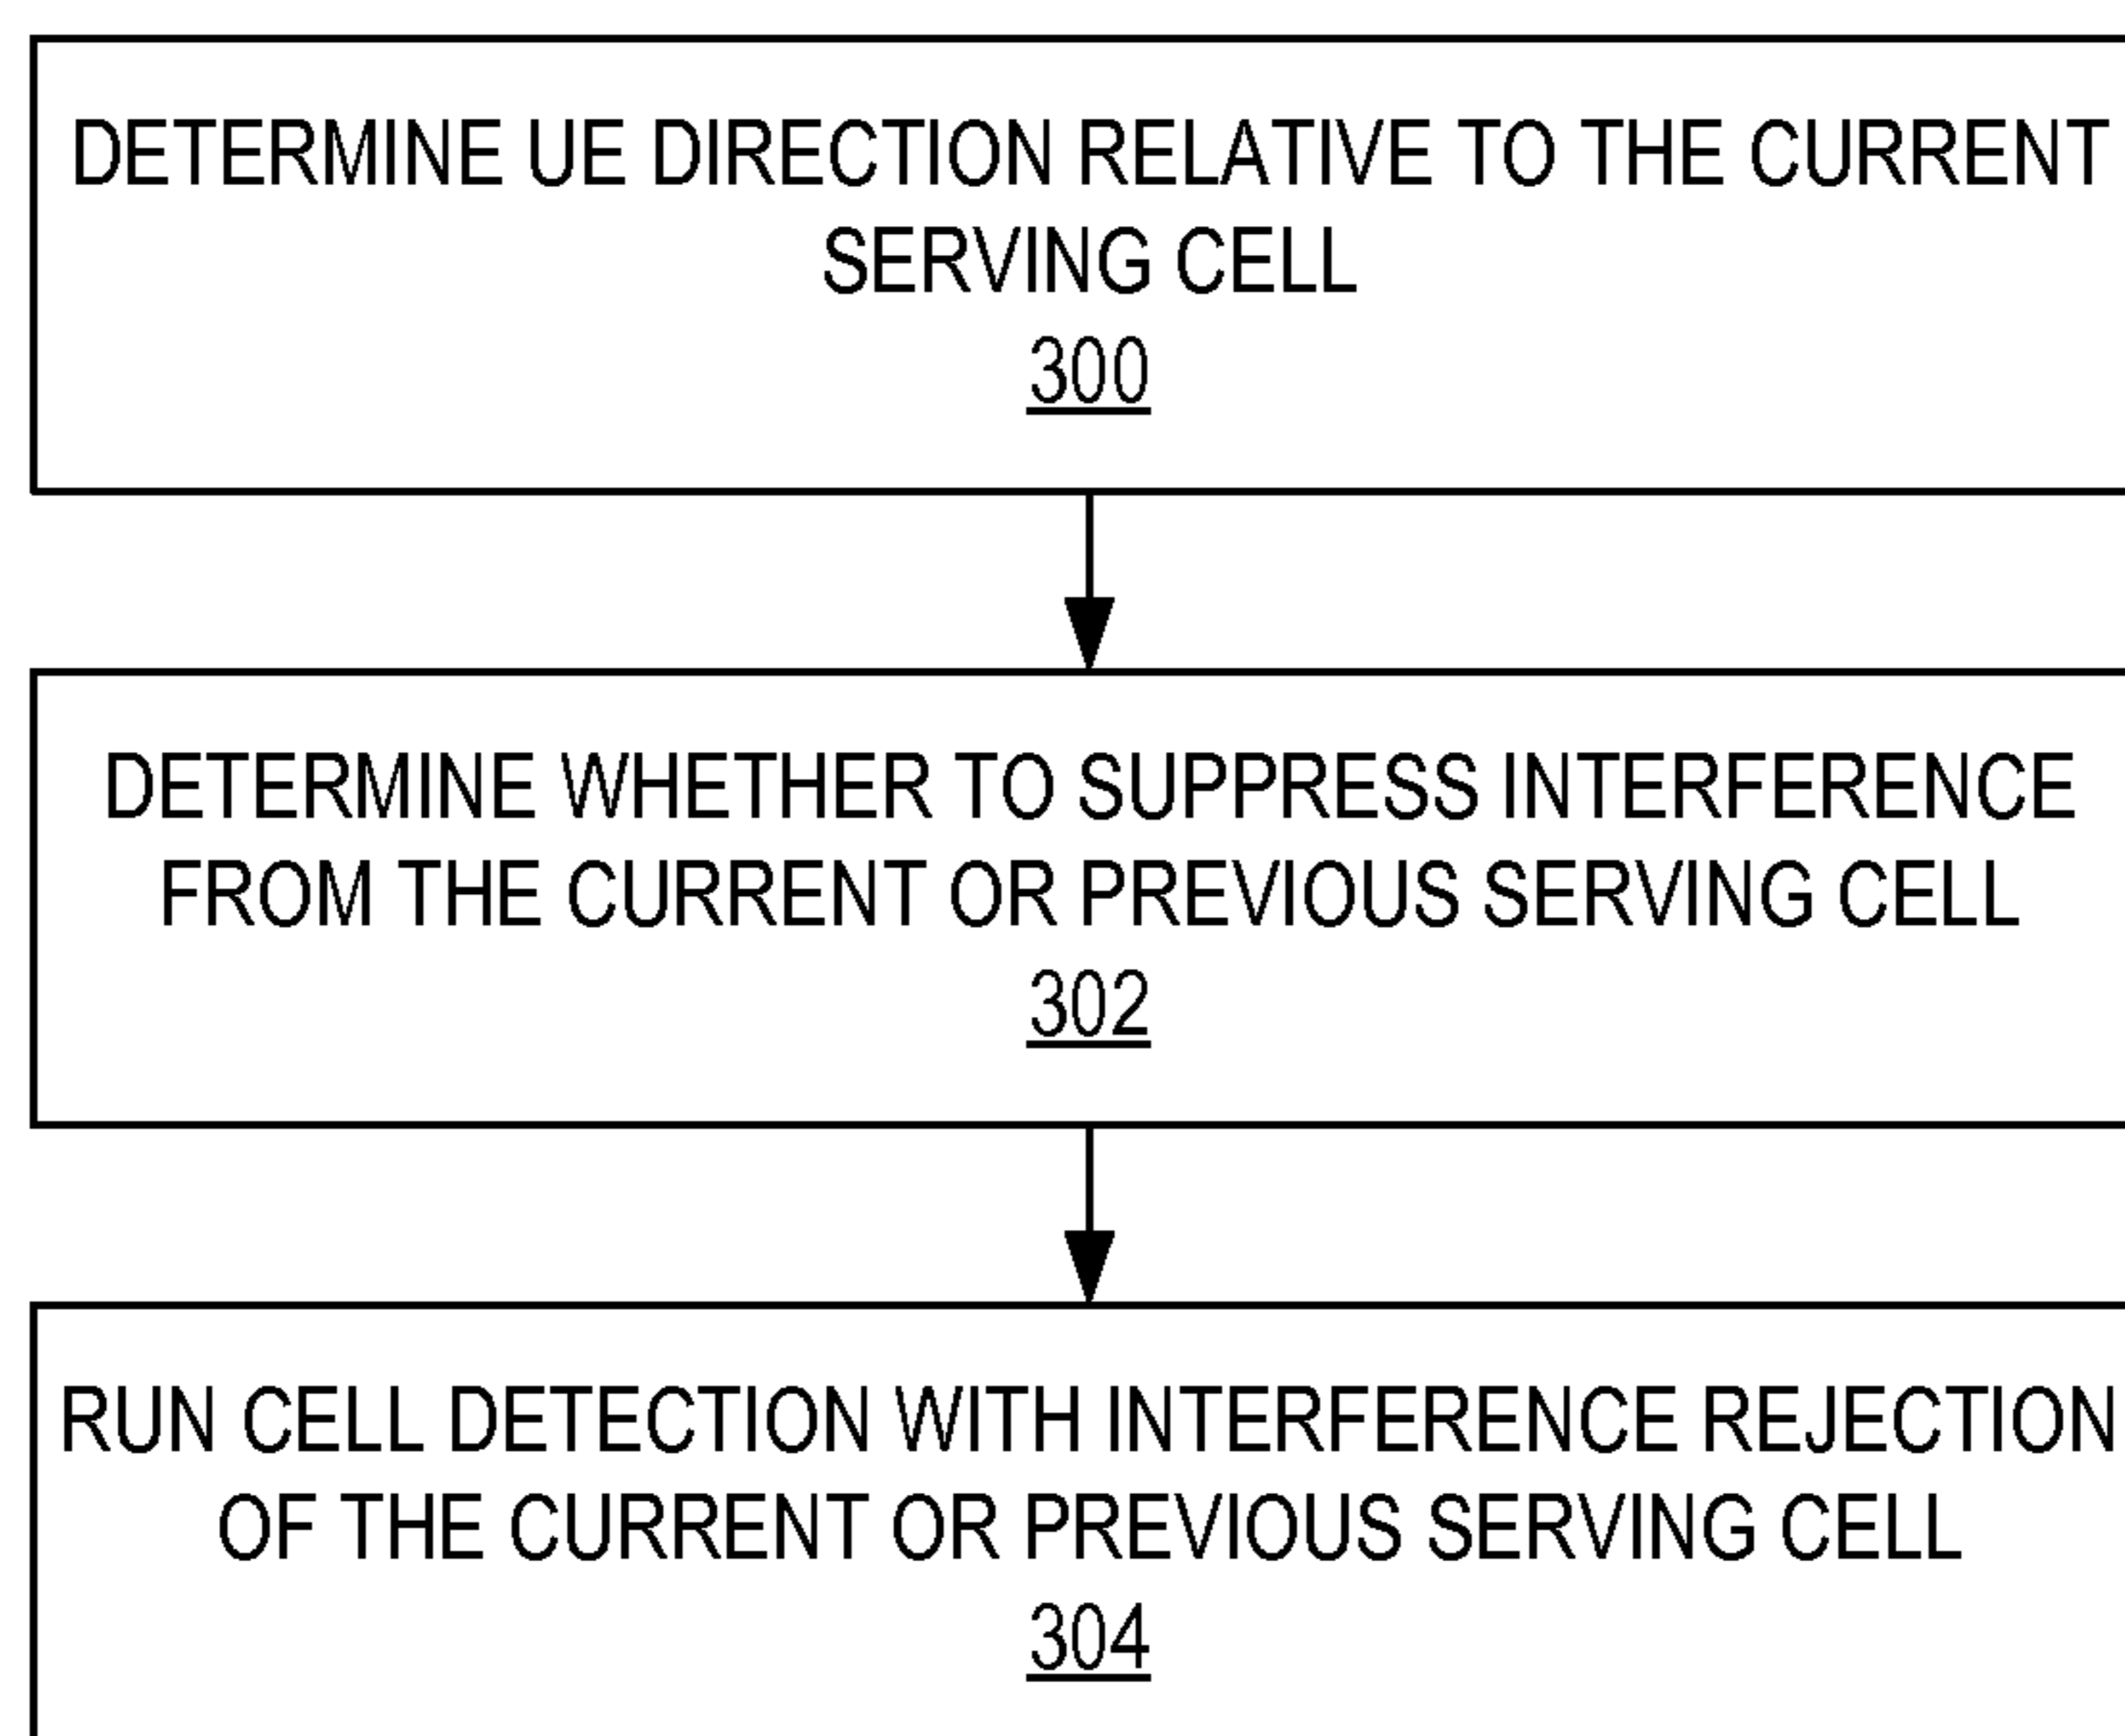 DETERMINE UE DIRECTION RELATIVE TO THE CURRENT
SERVING CELL
300
DETERMINE WHETHER TO SUPPRESS INTERFERENCE
FROM THE CURRENT OR PREVIOUS SERVING CELL
302
RUN CELL DETECTION WITH INTERFERENCE REJECTION
OF THE CURRENT OR PREVIOUS SERVING CELL
304